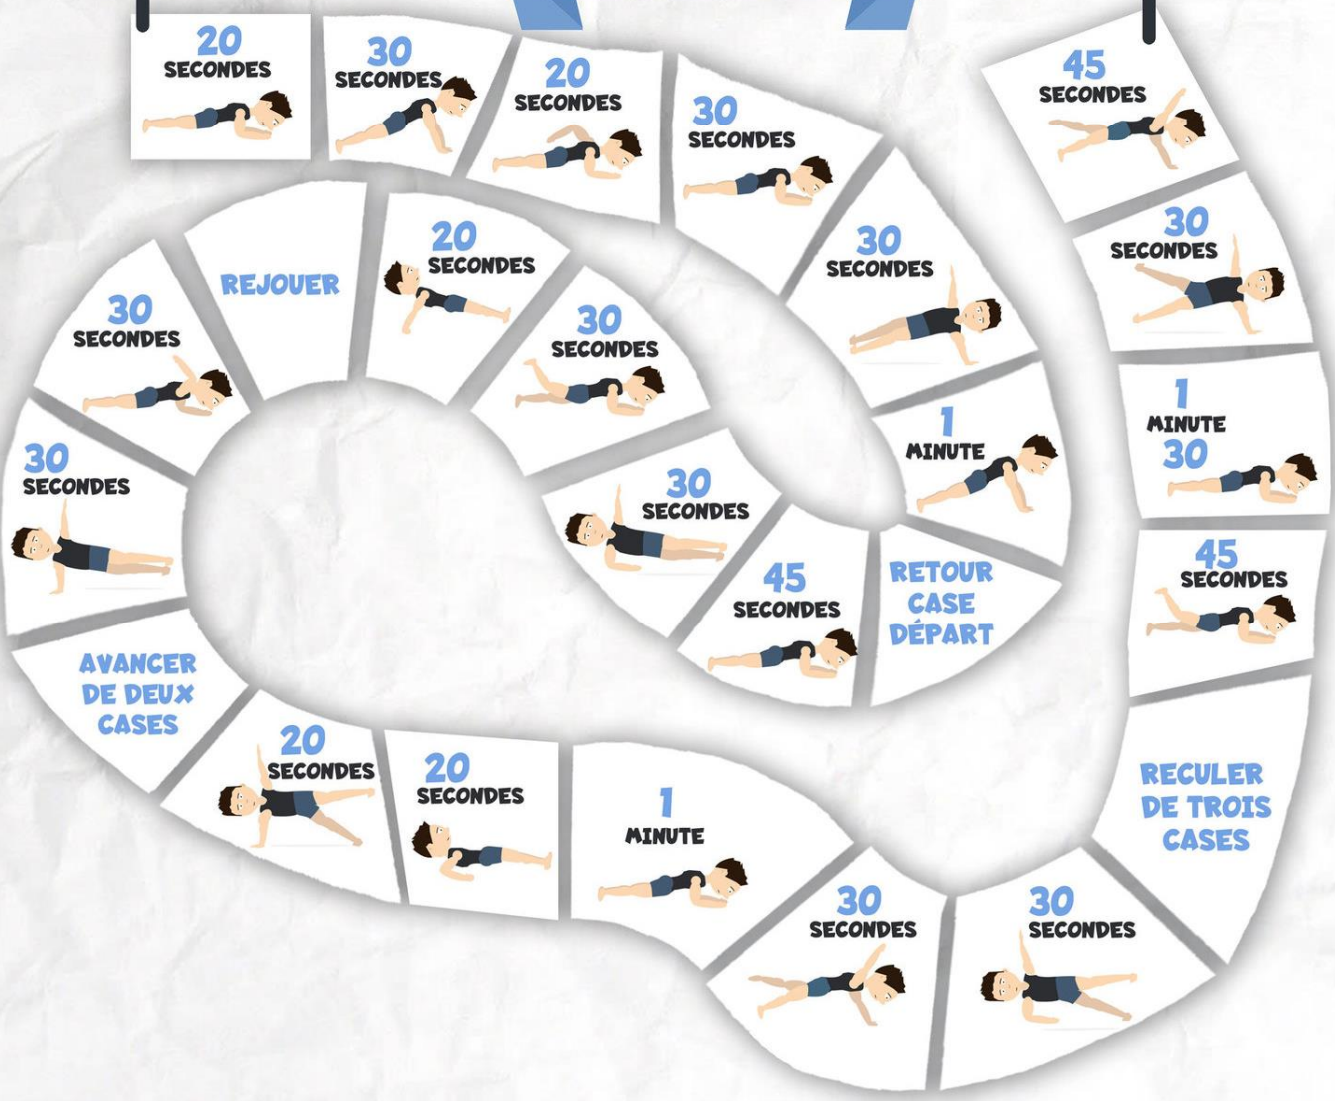 20
SECONDES
30
SECONDES
20
SECONDES
30
SECONDES
30
SECONDES
1
MINUTE
RETOUR
CASE
DÉPART
45
SECONDES
30
SECONDES
30
SECONDES
20
SECONDES
REJOUER
30
SECONDES
30
SECONDES
AVANCER
DE DEUX
CASES
20
SECONDES
20
SECONDES
1
MINUTE
30
SECONDES
30
SECONDES
RECULER
DE TROIS
CASES
45
SECONDES
1
MINUTE
30
30
SECONDES
45
SECONDES